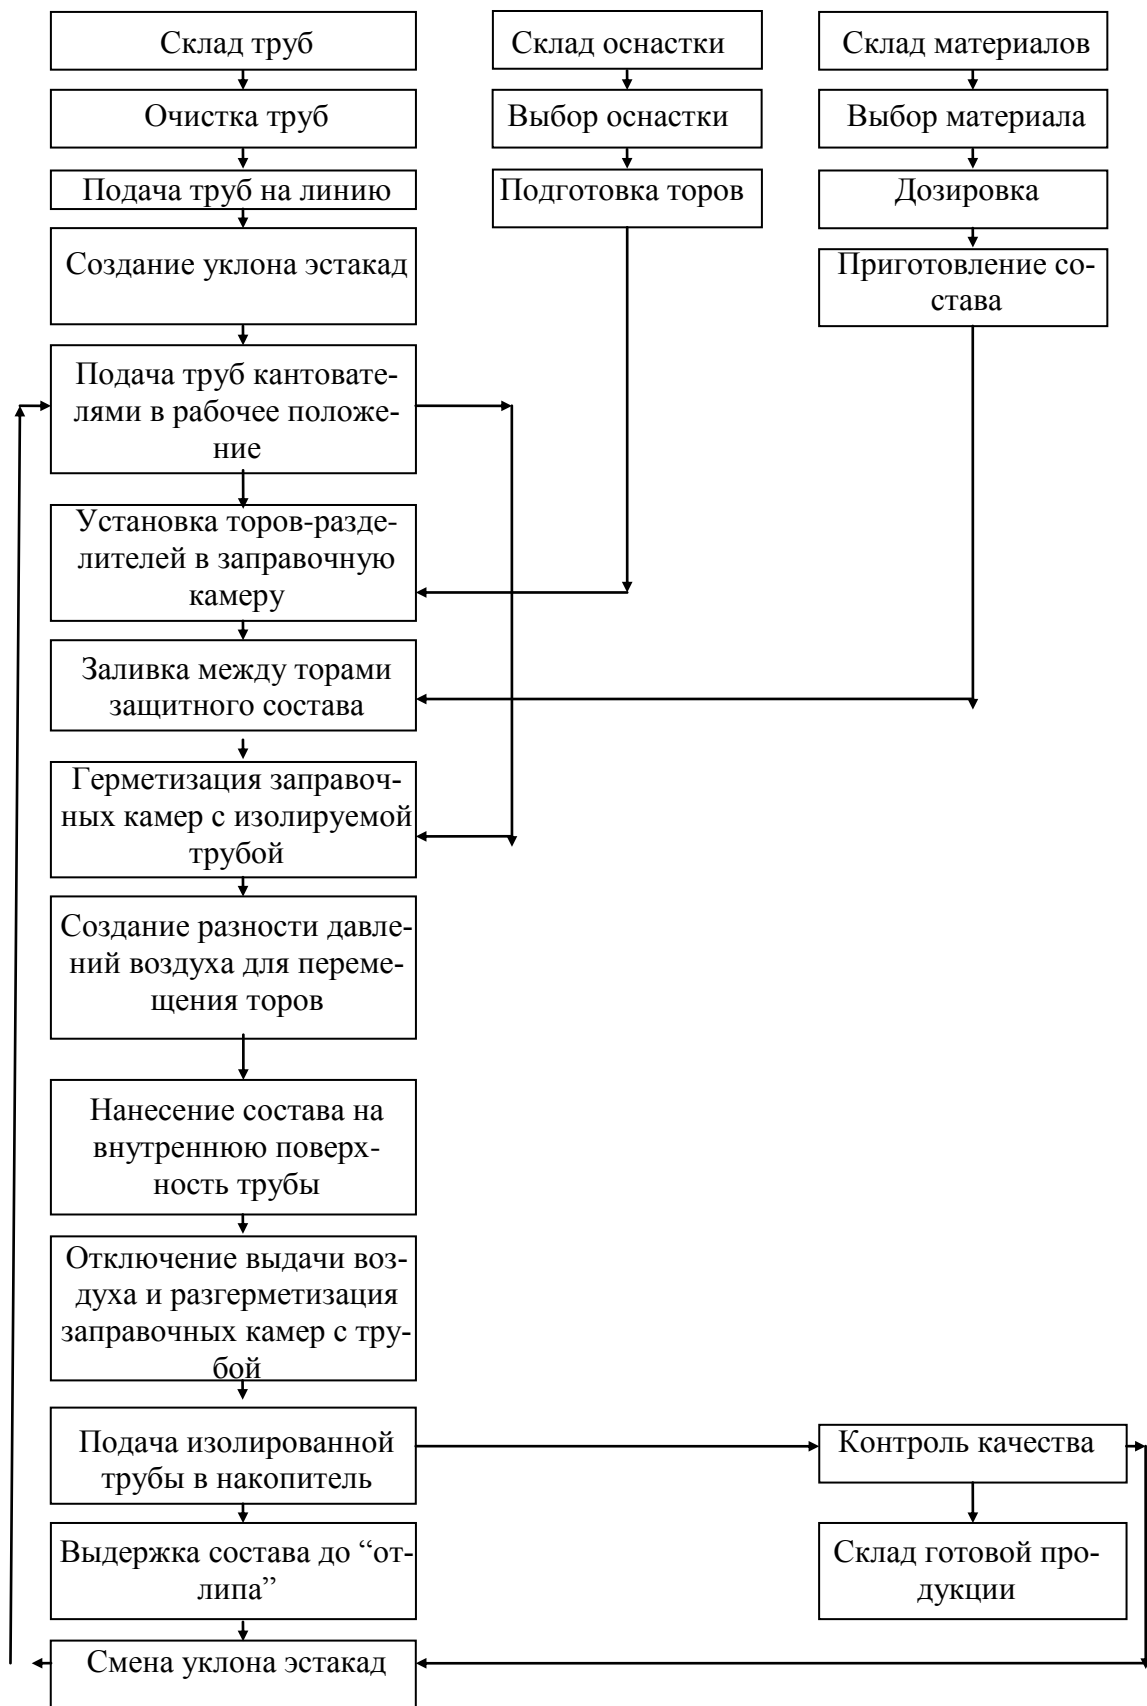 Склад труб
Склад оснастки
Склад материалов
Очистка труб
Выбор оснастки
Выбор материала
Подача труб на линию
Подготовка торов
Дозировка
Создание уклона эстакад
Приготовление со-
става
Подача труб кантовате-
лями в рабочее положе-
ние
Установка торов-разде-
лителей в заправочную
камеру
Заливка между торами
защитного состава
Герметизация заправоч-
ных камер с изолируемой
трубой
Создание разности давле-
ний воздуха для переме-
щения торов
Нанесение состава на
внутреннюю поверх-
ность трубы
Отключение выдачи воз-
духа и разгерметизация
заправочных камер с тру-
бой
Подача изолированной
трубы в накопитель
Контроль качества
Выдержка состава до “от-
липа”
Склад готовой про-
дукции
Смена уклона эстакад